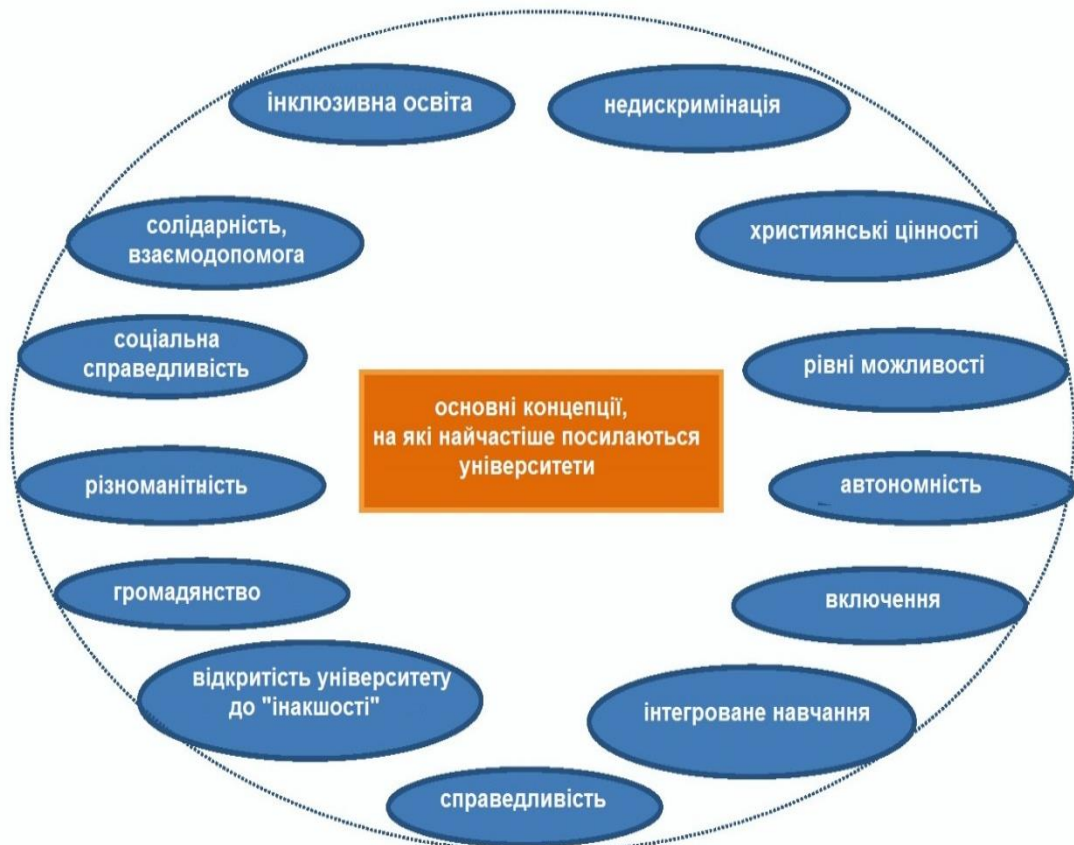 інклюзивна освіта
недискримінація
солідарність,
взаємодопомога
християнські цінності
соціальна
справедливість
рівні можливості
основні концепції,
на які найчастіше посилаються
університети
різноманітність
автономність
громадянство
включення
відкритість університету
до "інакшості"
інтегроване навчання
справедливість